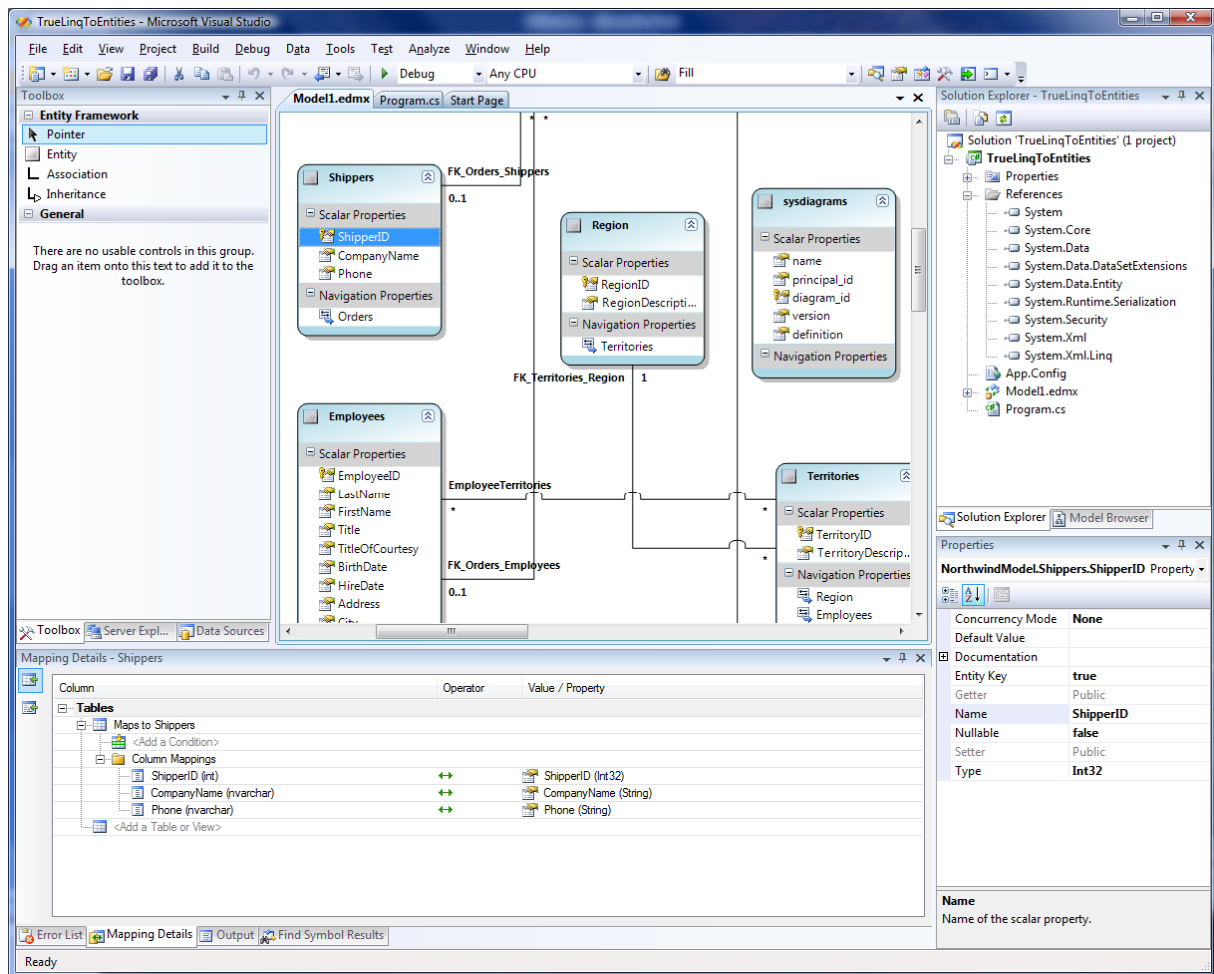 TrueLinqToEntities - Microsoft Visual Studio
File Edit View Project Build Debug Data Tools Test Analyze Window Help
Debug Any CPU Fill
Toolbox
Entity Framework
Pointer
Entity
Association
Inheritance
General
There are no usable controls in this group.
Drag an item onto this text to add it to the
toolbox.
Toolbox Server Expl... Data Sources
Model1.edmx Program.cs Start Page
* *
Shippers
Scalar Properties
ShipperID
CompanyName
Phone
Navigation Properties
Orders
FK_Orders_Shippers
0..1
Region
Scalar Properties
RegionID
RegionDescripti...
Navigation Properties
Territories
FK_Territories_Region 1
sysdiagrams
Scalar Properties
name
principal_id
diagram_id
version
definition
Navigation Properties
Employees
Scalar Properties
EmployeeID
LastName
FirstName
Title
TitleOfCourtesy
BirthDate
HireDate
Address
City
EmployeeTerritories
* *
FK_Orders_Employees
0..1
*
Territories
Scalar Properties
TerritoryID
TerritoryDescrip...
Navigation Properties
Region
Employees
Solution Explorer - TrueLinqToEntities
Solution 'TrueLinqToEntities' (1 project)
TrueLinqToEntities
Properties
References
System
System.Core
System.Data
System.Data.DataSetExtensions
System.Data.Entity
System.Runtime.Serialization
System.Security
System.Xml
System.Xml.Linq
App.Config
Model1.edmx
Program.cs
Solution Explorer Model Browser
Properties
NorthwindModel.Shippers.ShipperID Property
Concurrency Mode None
Default Value
Documentation
Entity Key true
Getter Public
Name ShipperID
Nullable false
Setter Public
Type Int32
Name
Name of the scalar property.
Mapping Details - Shippers
Column Operator Value / Property
Tables
Maps to Shippers
<Add a Condition>
Column Mappings
ShipperID (int) ShipperID (Int32)
CompanyName (nvarchar) CompanyName (String)
Phone (nvarchar) Phone (String)
<Add a Table or View>
Error List Mapping Details Output Find Symbol Results
Ready